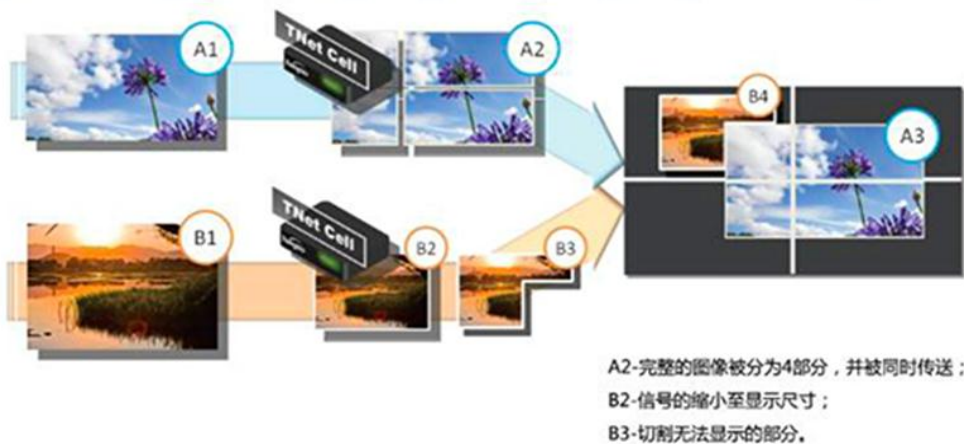 A1
TNet Cell
A2
B4
A3
B1
TNet Cell
B2
B3
A2-完整的图像被分为4部分，并被同时传送；
B2-信号的缩小至显示尺寸；
B3-切割无法显示的部分。